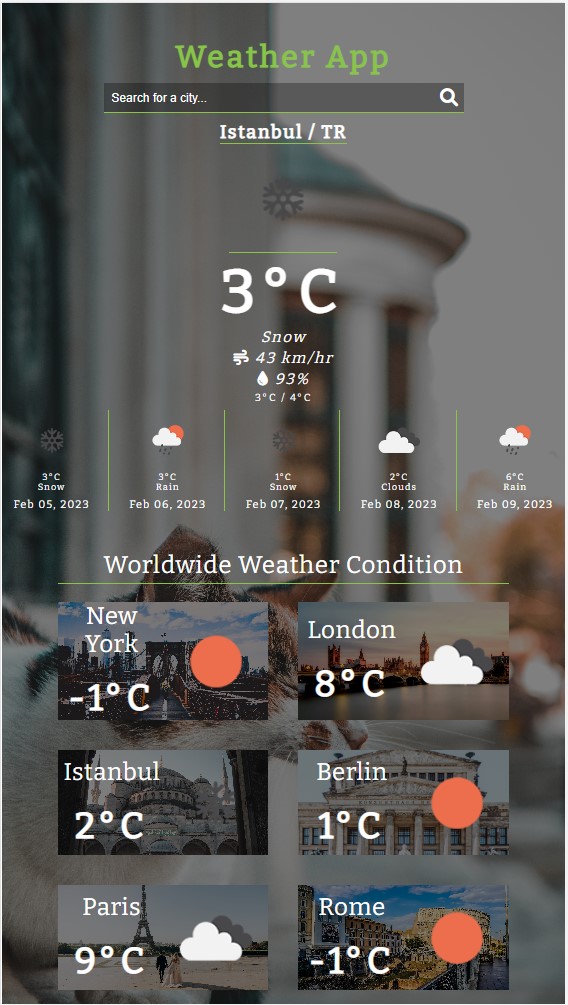 Weather App
Search for a city...
Istanbul / TR
3°C
Snow
43 km/hr
93%
3°C / 4°C
3°C
Snow
Feb 05, 2023
3°C
Rain
Feb 06, 2023
1°C
Snow
Feb 07, 2023
2°C
Clouds
Feb 08, 2023
6°C
Rain
Feb 09, 2023
Worldwide Weather Condition
New
York
-1°C
London
8°C
Istanbul
2°C
Berlin
1°C
Paris
9°C
Rome
-1°C